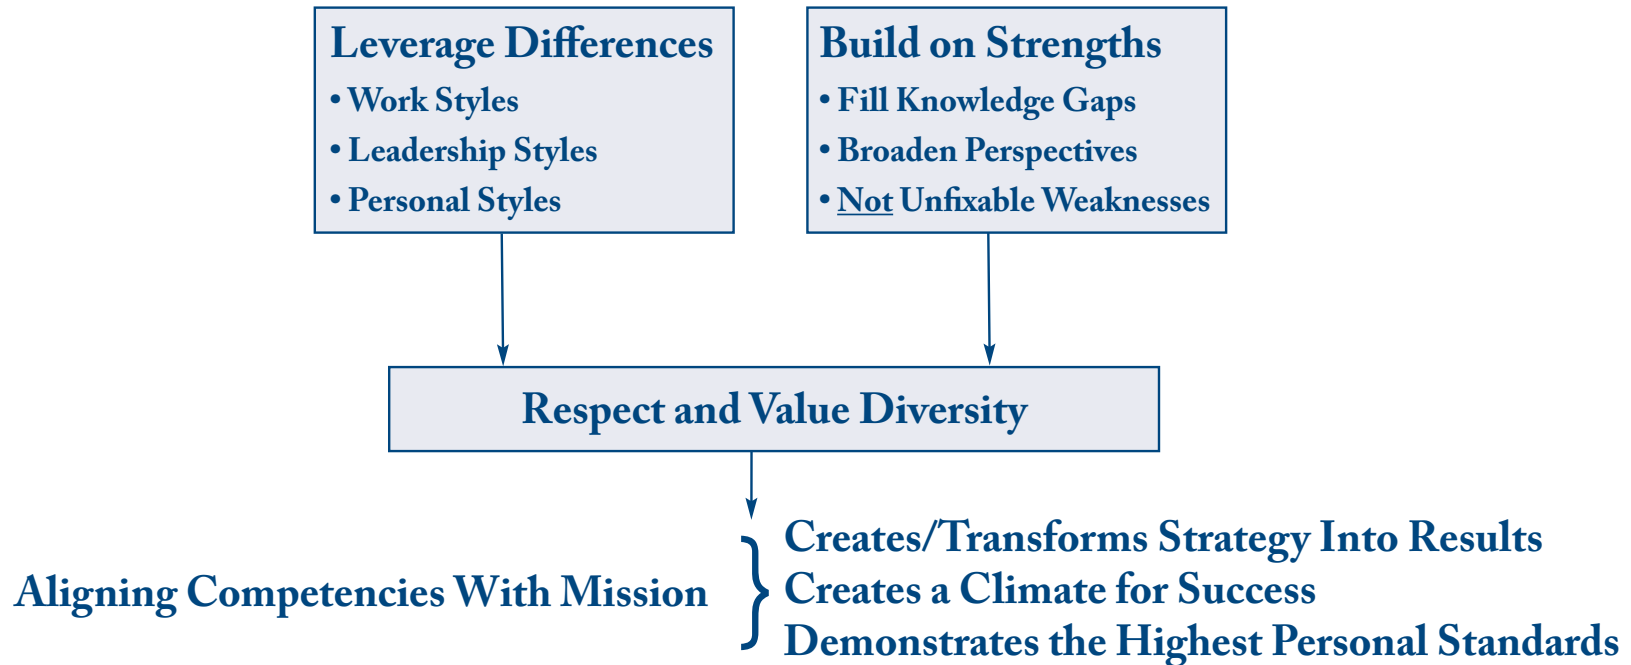 Leverage Differences
• Work Styles
• Leadership Styles
• Personal Styles
Build on Strengths
• Fill Knowledge Gaps
• Broaden Perspectives
• Not Unfixable Weaknesses
Respect and Value Diversity
Aligning Competencies With Mission
Creates/Transforms Strategy Into Results
Creates a Climate for Success
Demonstrates the Highest Personal Standards